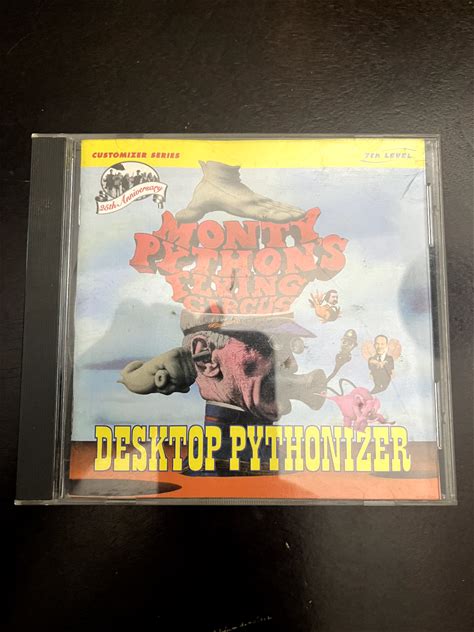 CUSTOMIZER SERIES
7TH LEVEL
25th Anniversary
MONTY
PYTHON'S
FLYING
CIRCUS
DESKTOP PYTHONIZER